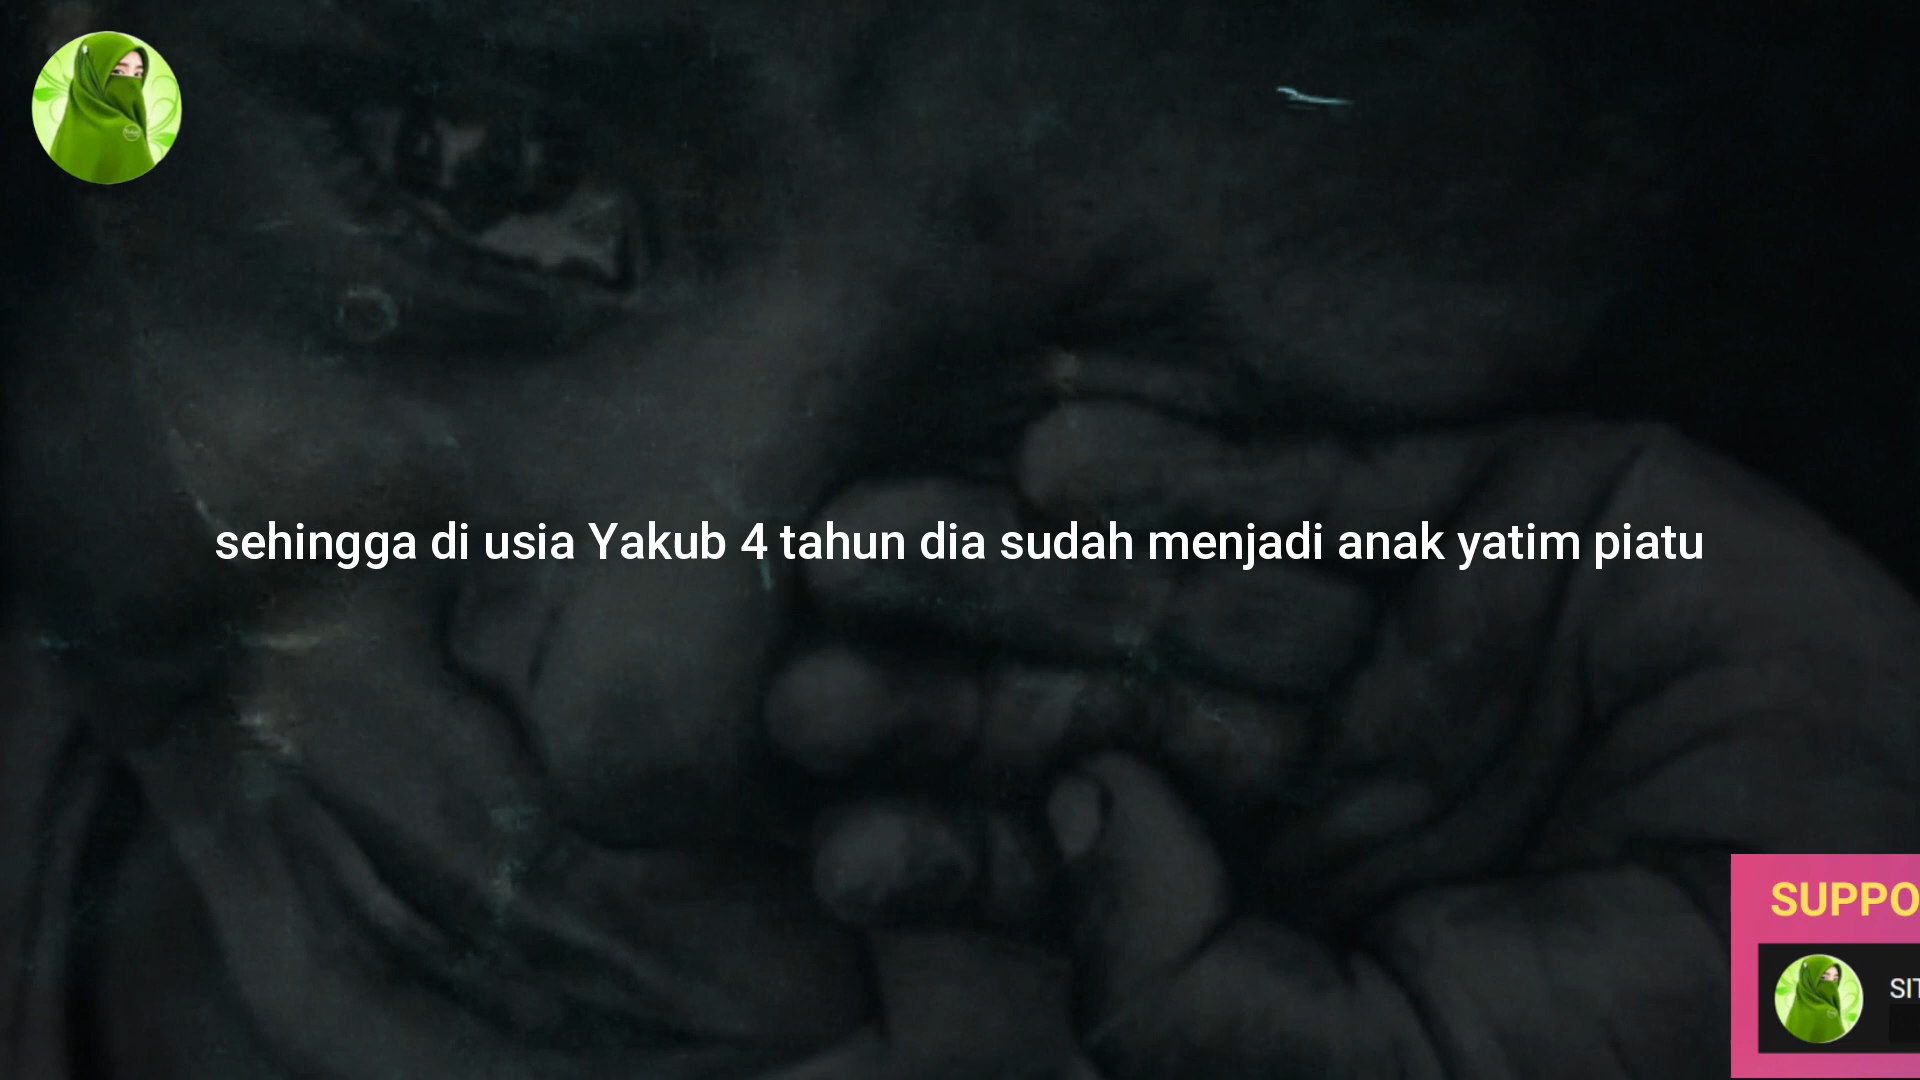 sehingga di usia Yakub 4 tahun dia sudah menjadi anak yatim piatu
SUPPO
SIT